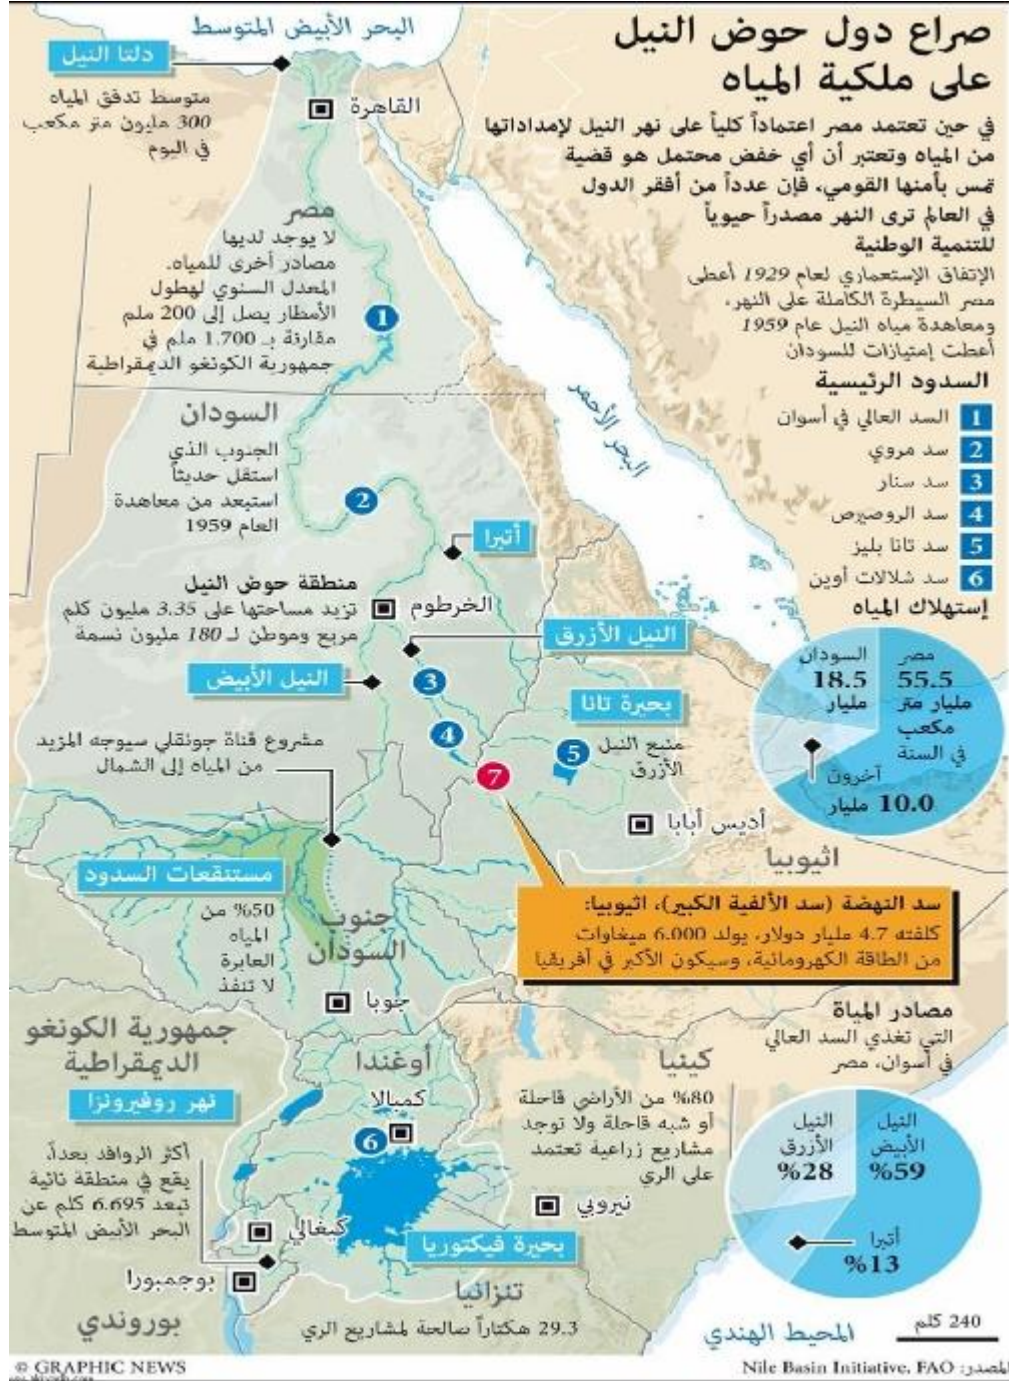 صراع دول حوض النيل
على ملكية المياه
في حين تعتمد مصر اعتماداً كلياً على نهر النيل لإمداداتها
من المياه وتعتبر أن أي خفض محتمل هو قضية
تمس بأمنها القومي، فإن عدداً من أفقر الدول
في العالم ترى النهر مصدراً حيوياً
للتنمية الوطنية
الإتفاق الإستعماري لعام 1929 أعطى
مصر السيطرة الكاملة على النهر،
ومعاهدة مياه النيل عام 1959
أعطت إمتيازات للسودان
السدود الرئيسية
1 السد العالي في أسوان
2 سد مروي
3 سد سنار
4 سد الروصيرص
5 سد تانا بليز
6 سد شلالات أوين
إستهلاك المياه
مصر
55.5
مليار متر
مكعب
في السنة
السودان
18.5
مليار
آخرون
10.0 مليار
البحر الأبيض المتوسط
دلتا النيل
متوسط تدفق المياه
300 مليون متر مكعب
في اليوم
القاهرة
مصر
لا يوجد لديها
مصادر أخرى للمياه.
المعدل السنوي لهطول
الأمطار يصل إلى 200 ملم
مقارنة بـ 1.700 ملم في
جمهورية الكونغو الديمقراطية
1
البحر الأحمر
السودان
الجنوب الذي
استقل حديثاً
استبعد من معاهدة
العام 1959
2
أتبرا
منطقة حوض النيل
تزيد مساحتها على 3.35 مليون كلم
مربع وموطن لـ 180 مليون نسمة
الخرطوم
النيل الأزرق
النيل الأبيض
3
بحيرة تانا
منبع النيل
الأزرق
4
5
7
مشروع قناة جونقلي سيوجه المزيد
من المياه إلى الشمال
أديس أبابا
اثيوبيا
سد النهضة (سد الألفية الكبير)، اثيوبيا:
كلفته 4.7 مليار دولار، يولد 6.000 ميغاوات
من الطاقة الكهرومائية، وسيكون الأكبر في أفريقيا
مستنقعات السدود
%50 من
المياه
العابرة
لا تنفذ
جنوب
السودان
جوبا
جمهورية الكونغو
الديمقراطية
أوغندا
كمبالا
6
كينيا
%80 من الأراضي قاحلة
أو شبه قاحلة ولا توجد
مشاريع زراعية تعتمد
على الري
نيروبي
نهر روفيرونزا
أكثر الروافد بعداً،
يقع في منطقة نائية
تبعد 6.695 كلم عن
البحر الأبيض المتوسط
كيغالي
بوجمبورا
بوروندي
بحيرة فيكتوريا
تنزانيا
29.3 هكتاراً صالحة لمشاريع الري
مصادر المياة
التي تغذي السد العالي
في أسوان، مصر
النيل
الأبيض
%59
النيل
الأزرق
%28
أتبرا
%13
المحيط الهندي
240 كلم
© GRAPHIC NEWS
المصدر: Nile Basin Initiative, FAO